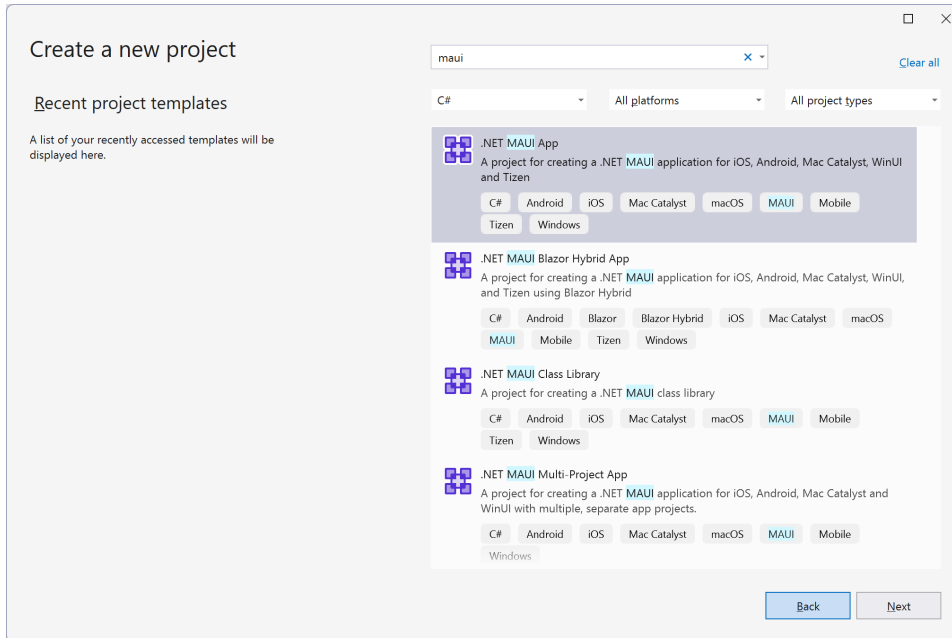 Create a new project
Recent project templates
A list of your recently accessed templates will be
displayed here.
maui
Clear all
C#
All platforms
All project types
.NET MAUI App
A project for creating a .NET MAUI application for iOS, Android, Mac Catalyst, WinUI
and Tizen
C# Android iOS Mac Catalyst macOS MAUI Mobile
Tizen Windows
.NET MAUI Blazor Hybrid App
A project for creating a .NET MAUI application for iOS, Android, Mac Catalyst, WinUI,
and Tizen using Blazor Hybrid
C# Android Blazor Blazor Hybrid iOS Mac Catalyst macOS
MAUI Mobile Tizen Windows
.NET MAUI Class Library
A project for creating a .NET MAUI class library
C# Android iOS Mac Catalyst macOS MAUI Mobile
Tizen Windows
.NET MAUI Multi-Project App
A project for creating a .NET MAUI application for iOS, Android, Mac Catalyst and
WinUI with multiple, separate app projects.
C# Android iOS Mac Catalyst macOS MAUI Mobile
Windows
Back
Next